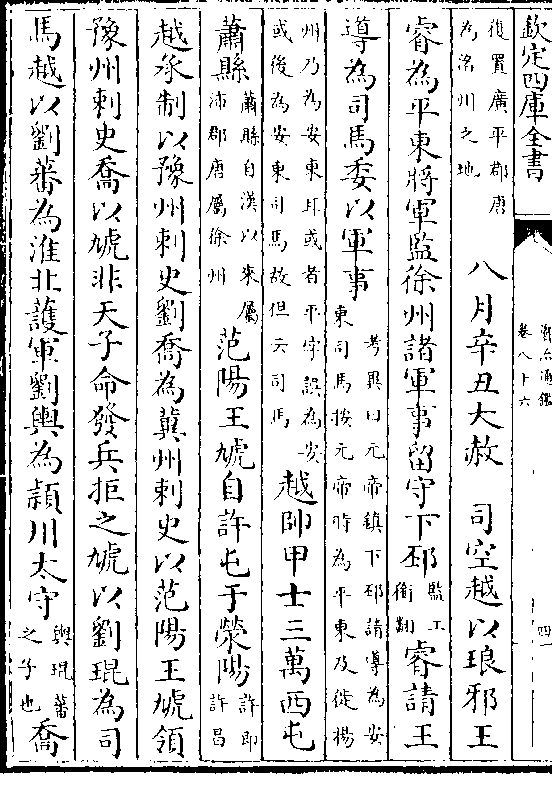 欽定四庫全書
資治通鑑
卷八十六
四
復置廣平郡唐
為洺州之地
八月辛丑大赦 司空越以琅邪王
睿為平東將軍監徐州諸軍事留守下邳
監工
銜翻
睿請王
導為司馬委以軍事
考異曰元帝鎮下邳請導為安
東司馬按元帝時為平東及徙揚
州乃為安東耳或者平字誤為安
或後為安東司馬故但云司馬
越帥甲士三萬西屯
蕭縣
蕭縣自漢以來屬
沛郡唐屬徐州
范陽王虓自許屯于滎陽
許即
許昌
越承制以豫州刺史劉喬為冀州刺史以范陽王虓領
豫州刺史喬以虓非天子命發兵拒之虓以劉琨為司
馬越以劉蕃為淮北護軍劉輿為潁川太守
輿琨蕃
之子也
喬